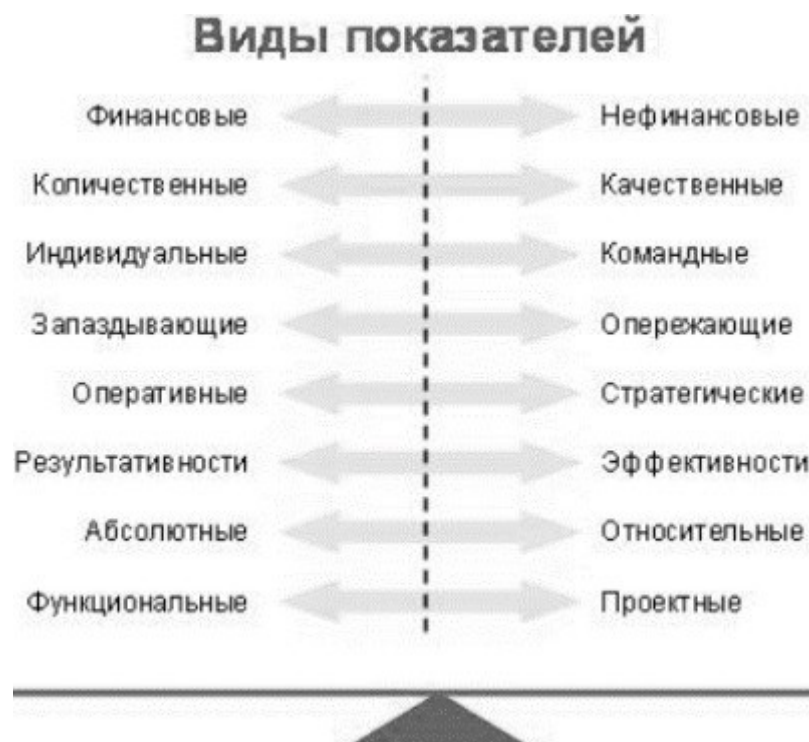 Виды показателей
Финансовые Нефинансовые
Количественные Качественные
Индивидуальные Командные
Запаздывающие Опережающие
Оперативные Стратегические
Результативности Эффективности
Абсолютные Относительные
Функциональные Проектные